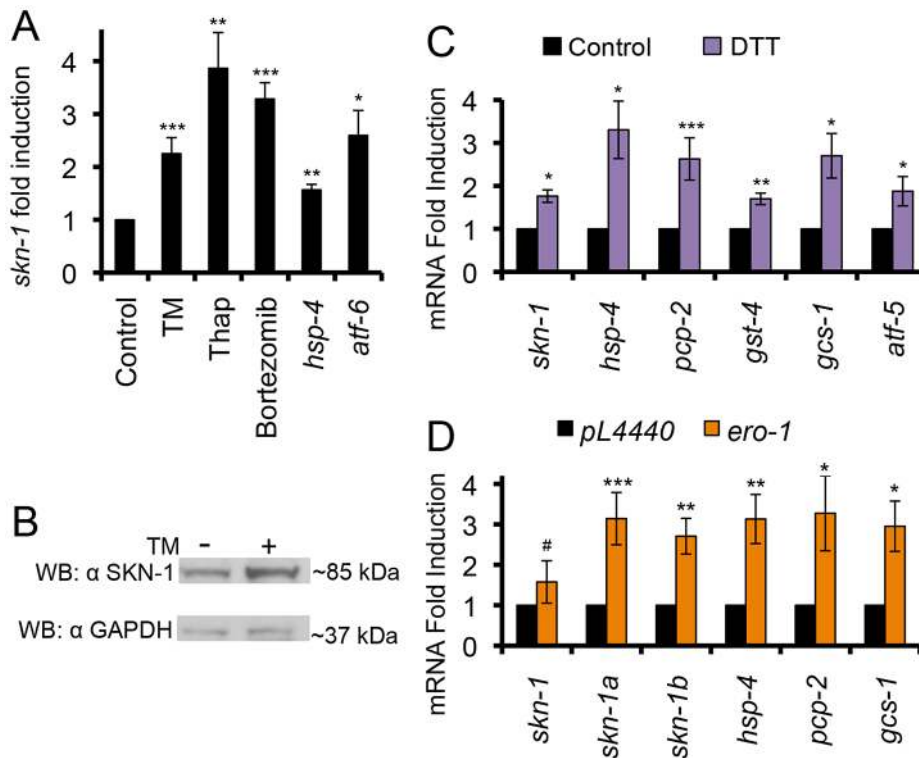 A
skn-1 fold induction
4
3
2
1
0
** 
***
***
**
*
Control
TM
Thap
Bortezomib
hsp-4
atf-6
B
TM - +
WB: α SKN-1 ~85 kDa
WB: α GAPDH ~37 kDa
C
Control DTT
mRNA Fold Induction
4
3
2
1
0
*
*
***
**
*
*
skn-1
hsp-4
pcp-2
gst-4
gcs-1
atf-5
D
pL4440 ero-1
mRNA Fold Induction
4
3
2
1
0
#
***
**
**
*
*
skn-1
skn-1a
skn-1b
hsp-4
pcp-2
gcs-1